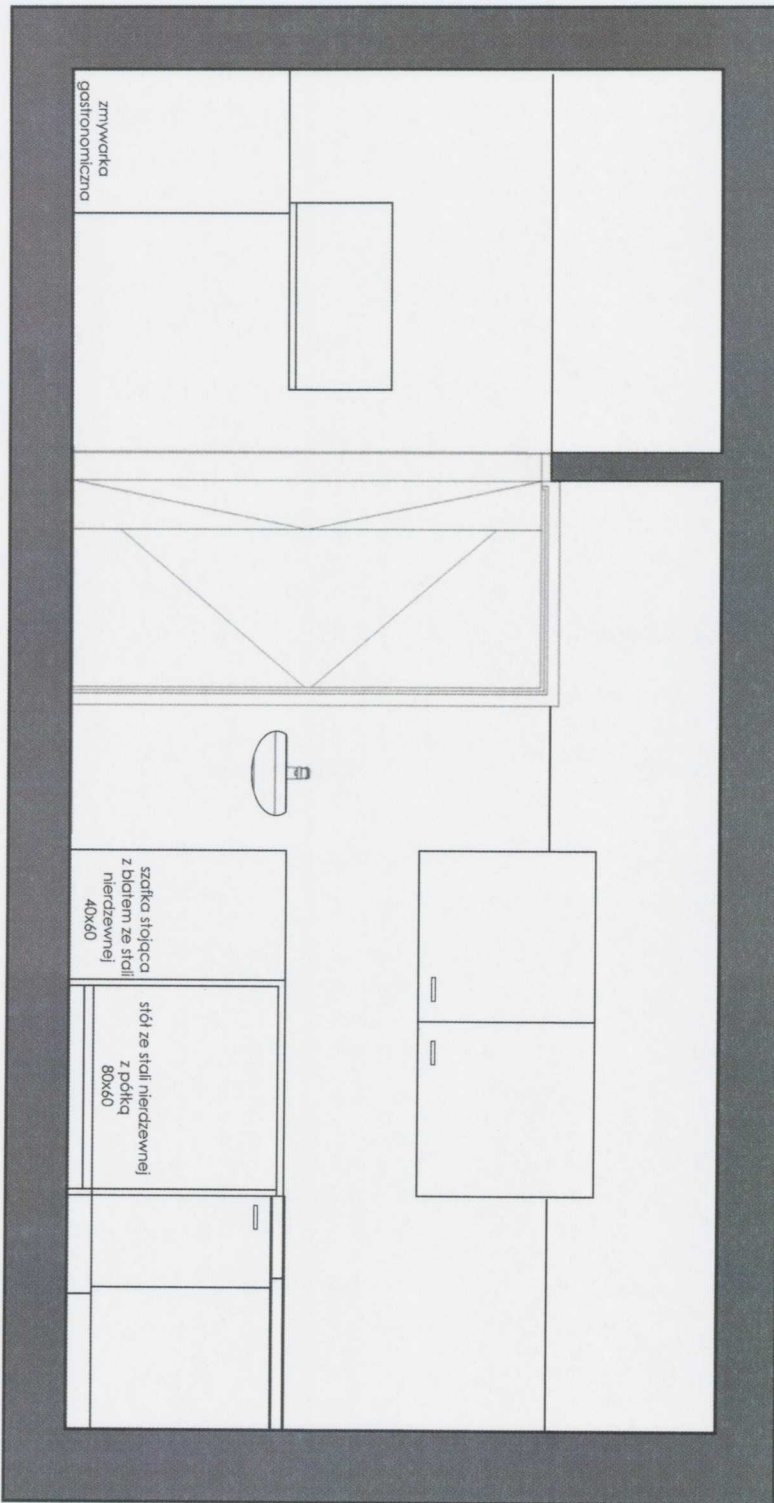 zmywarka
gastronomiczna
szafka stojąca
z blatem ze stali
nierdzewnej
40x60
stół ze stali nierdzewnej
z półką
80x60